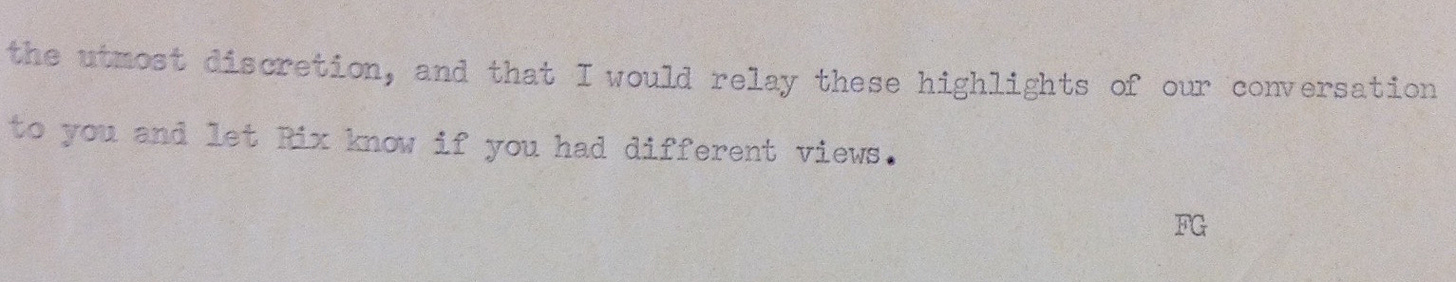 the utmost discretion, and that I would relay these highlights of our conversation
to you and let Rix know if you had different views.
FG